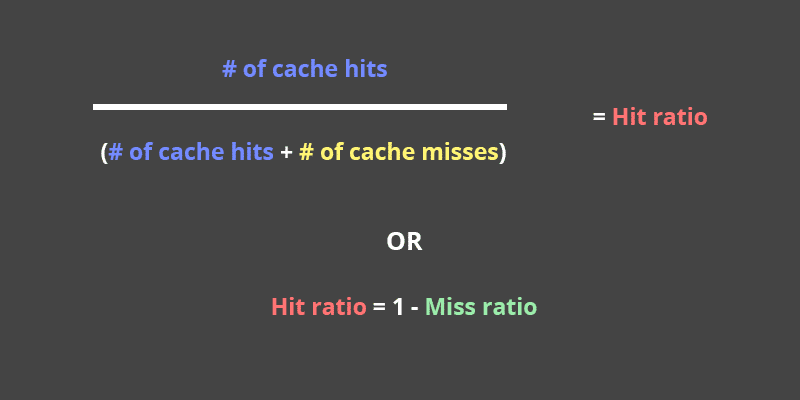 # of cache hits
(# of cache hits + # of cache misses)
= Hit ratio
OR
Hit ratio = 1 - Miss ratio